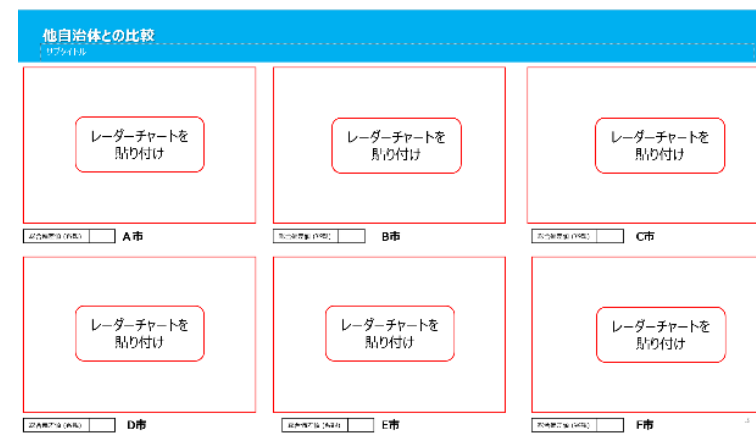 他自治体との比較
サブタイトル
レーダーチャートを
貼り付け
レーダーチャートを
貼り付け
レーダーチャートを
貼り付け
A市
B市
C市
レーダーチャートを
貼り付け
レーダーチャートを
貼り付け
レーダーチャートを
貼り付け
D市
E市
F市